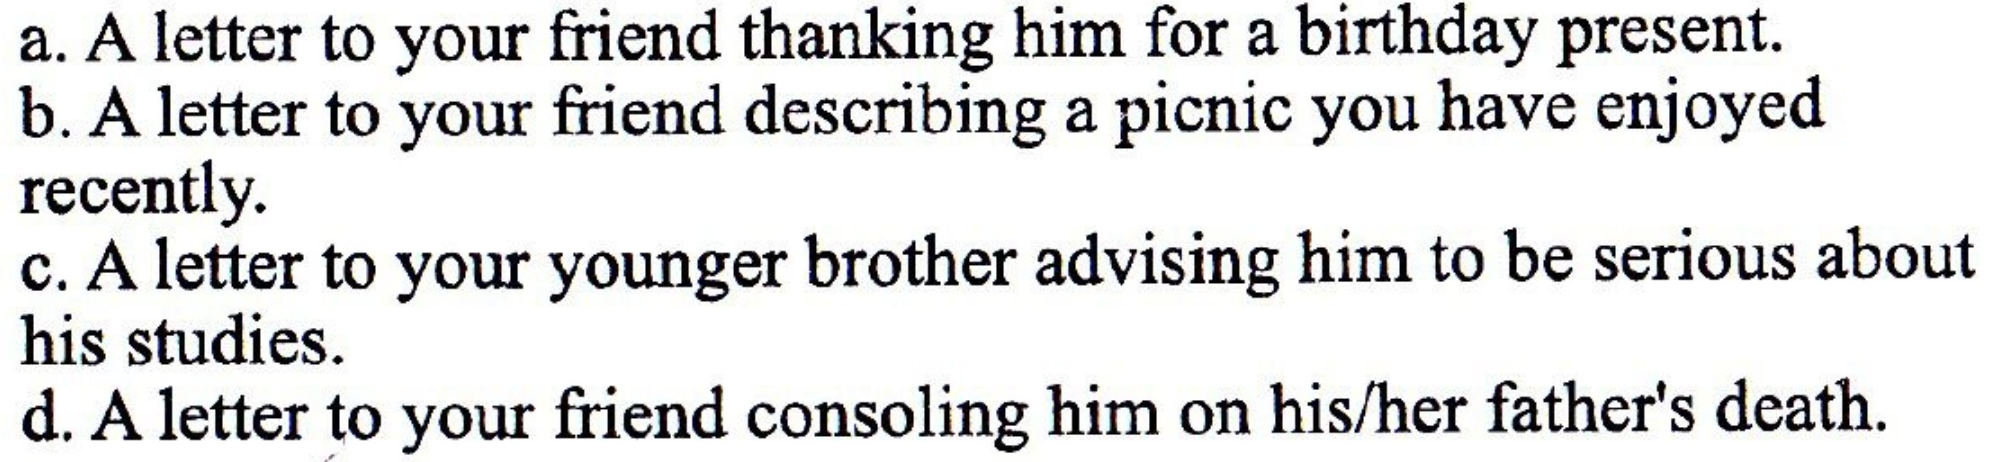 a. A letter to your friend thanking him for a birthday present.
b. A letter to your friend describing a picnic you have enjoyed
recently.
c. A letter to your younger brother advising him to be serious about
his studies.
d. A letter to your friend consoling him on his/her father's death.